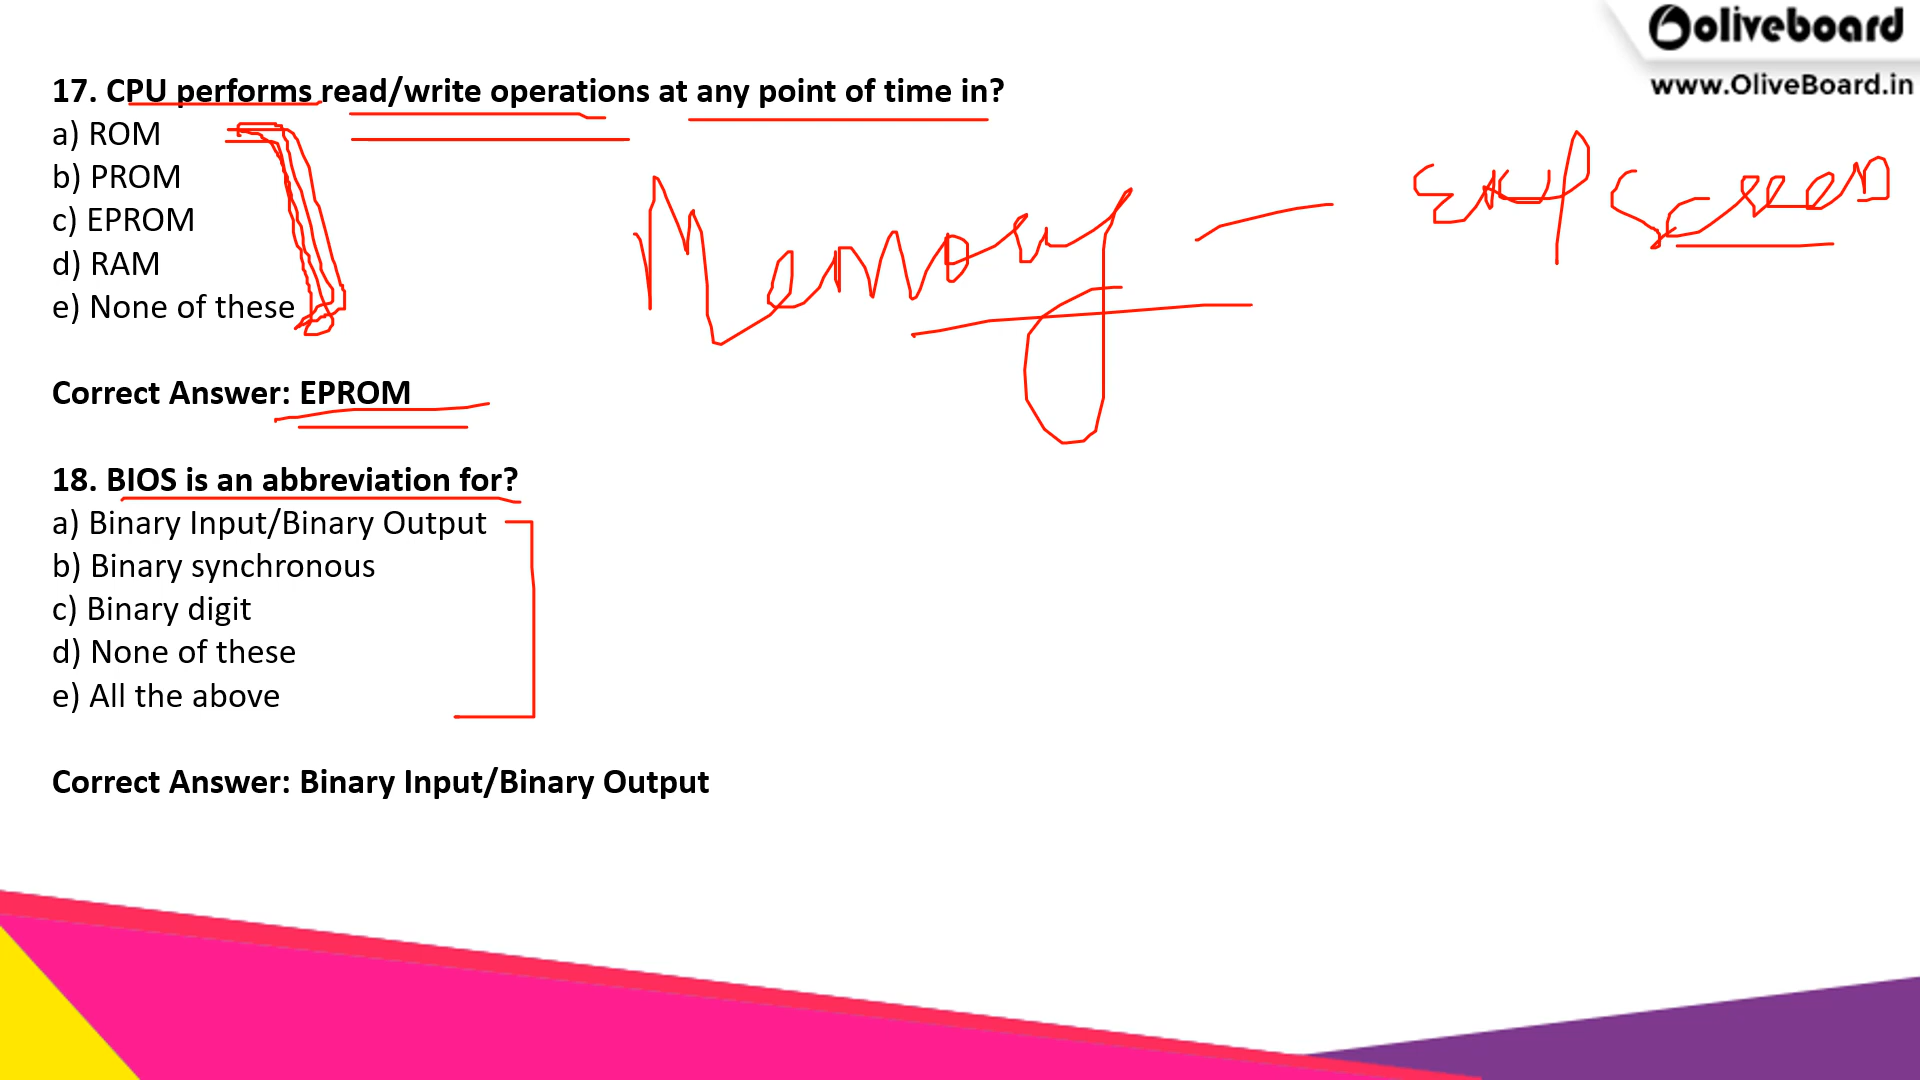 oliveboard
www.OliveBoard.in
17. CPU performs read/write operations at any point of time in?
a) ROM
b) PROM
c) EPROM
d) RAM
e) None of these
Memory
Correct Answer: EPROM
18. BIOS is an abbreviation for?
a) Binary Input/Binary Output
b) Binary synchronous
c) Binary digit
d) None of these
e) All the above
Correct Answer: Binary Input/Binary Output